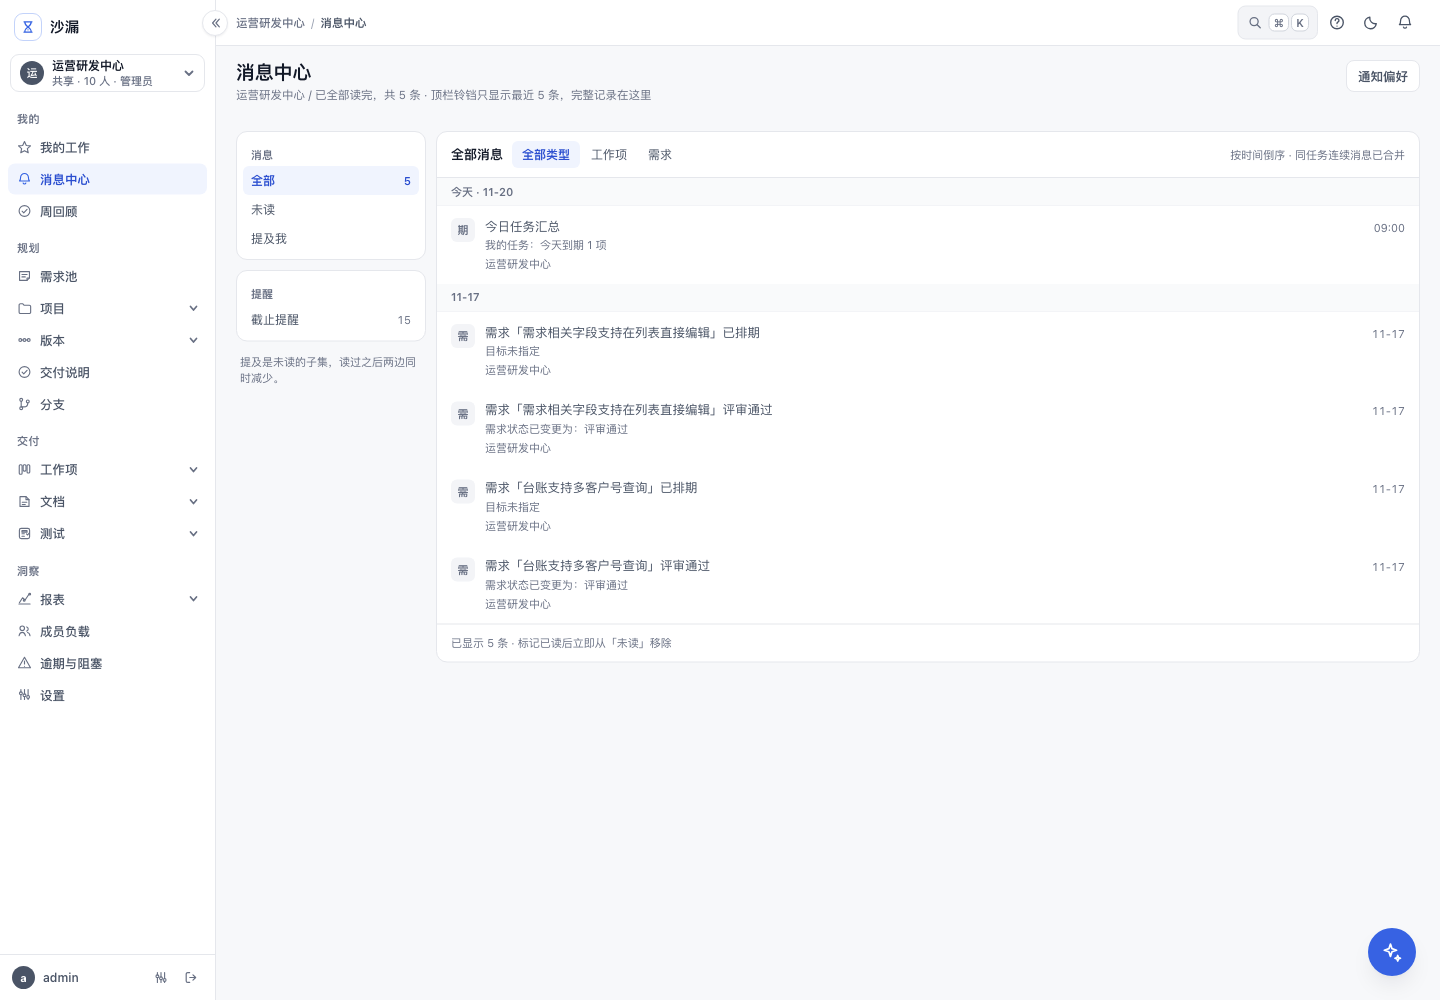 沙漏
运
运营研发中心
共享 · 10 人 · 管理员
我的
我的工作
消息中心
周回顾
规划
需求池
项目
版本
交付说明
分支
交付
工作项
文档
测试
洞察
报表
成员负载
逾期与阻塞
设置
a
admin
运营研发中心 / 消息中心
⌘ K
消息中心
运营研发中心 / 已全部读完，共 5 条 · 顶栏铃铛只显示最近 5 条，完整记录在这里
通知偏好
消息
全部 5
未读
提及我
提醒
截止提醒 15
提及是未读的子集，读过之后两边同
时减少。
全部消息 全部类型 工作项 需求
按时间倒序 · 同任务连续消息已合并
今天 · 11-20
期
今日任务汇总 09:00
我的任务：今天到期 1 项
运营研发中心
11-17
需
需求「需求相关字段支持在列表直接编辑」已排期 11-17
目标未指定
运营研发中心
需
需求「需求相关字段支持在列表直接编辑」评审通过 11-17
需求状态已变更为：评审通过
运营研发中心
需
需求「台账支持多客户号查询」已排期 11-17
目标未指定
运营研发中心
需
需求「台账支持多客户号查询」评审通过 11-17
需求状态已变更为：评审通过
运营研发中心
已显示 5 条 · 标记已读后立即从「未读」移除